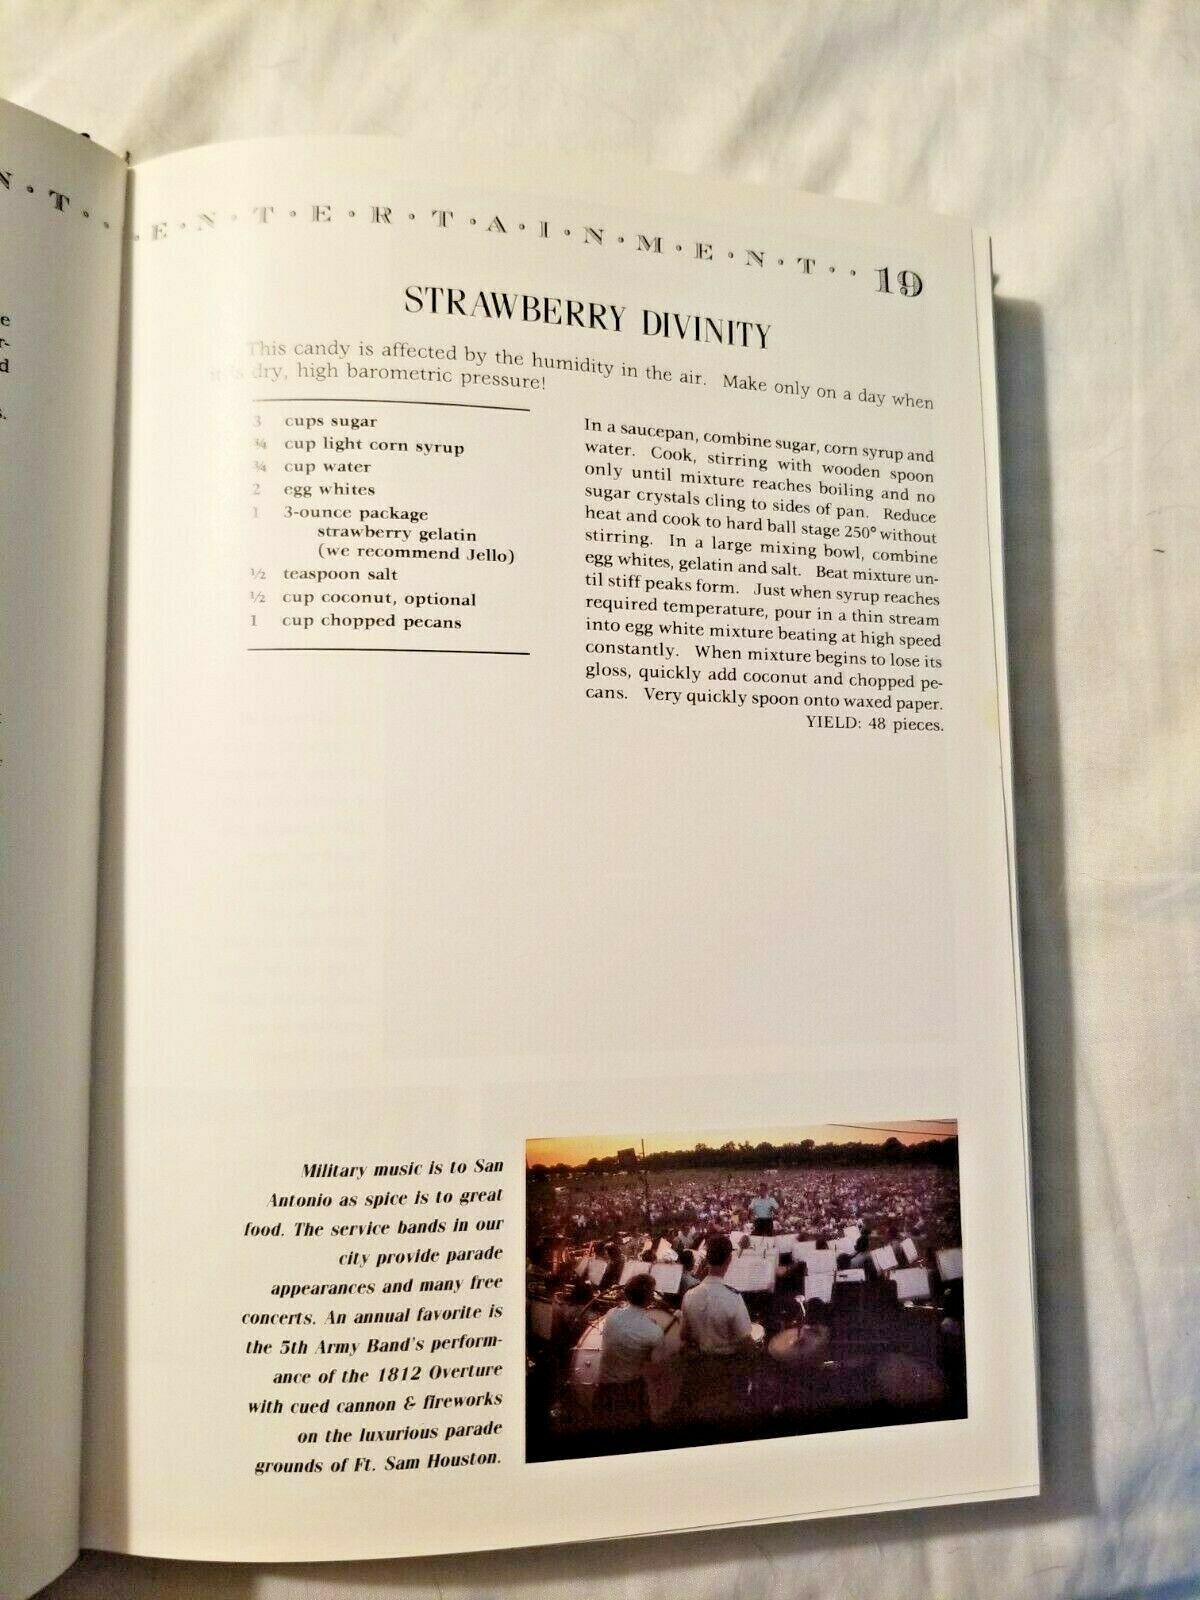 N · T · ·
e
r-
d
s.
· E · N · T · E · R · T · A · I · N · M · E · N · T · · 19
STRAWBERRY DIVINITY
This candy is affected by the humidity in the air. Make only on a day when
it's dry, high barometric pressure!
3 cups sugar
¾ cup light corn syrup
¾ cup water
2 egg whites
1 3-ounce package
strawberry gelatin
(we recommend Jello)
½ teaspoon salt
½ cup coconut, optional
1 cup chopped pecans
In a saucepan, combine sugar, corn syrup and
water. Cook, stirring with wooden spoon
only until mixture reaches boiling and no
sugar crystals cling to sides of pan. Reduce
heat and cook to hard ball stage 250° without
stirring. In a large mixing bowl, combine
egg whites, gelatin and salt. Beat mixture un-
til stiff peaks form. Just when syrup reaches
required temperature, pour in a thin stream
into egg white mixture beating at high speed
constantly. When mixture begins to lose its
gloss, quickly add coconut and chopped pe-
cans. Very quickly spoon onto waxed paper.
YIELD: 48 pieces.
Military music is to San
Antonio as spice is to great
food. The service bands in our
city provide parade
appearances and many free
concerts. An annual favorite is
the 5th Army Band's perform-
ance of the 1812 Overture
with cued cannon & fireworks
on the luxurious parade
grounds of Ft. Sam Houston.